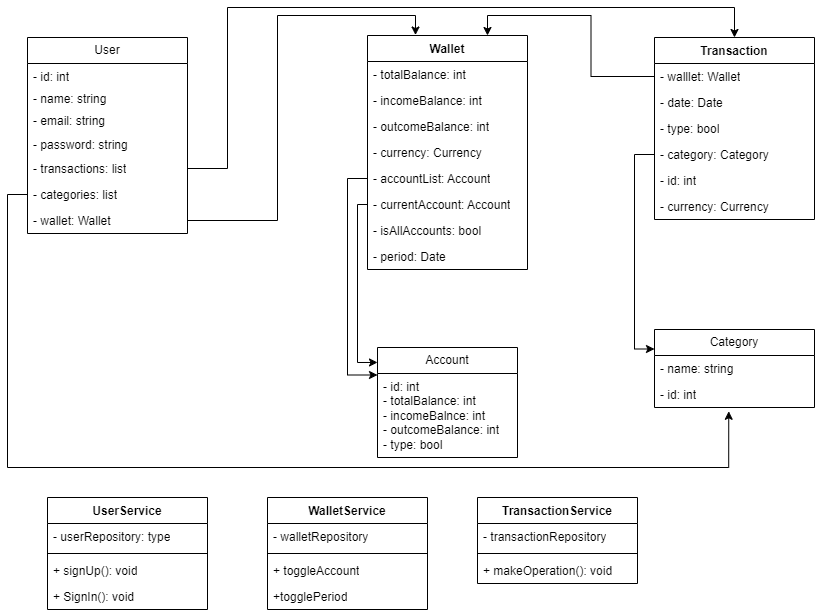 User
- id: int
- name: string
- email: string
- password: string
- transactions: list
- categories: list
- wallet: Wallet
Wallet
- totalBalance: int
- incomeBalance: int
- outcomeBalance: int
- currency: Currency
- accountList: Account
- currentAccount: Account
- isAllAccounts: bool
- period: Date
Transaction
- walllet: Wallet
- date: Date
- type: bool
- category: Category
- id: int
- currency: Currency
Account
- id: int
- totalBalance: int
- incomeBalnce: int
- outcomeBalance: int
- type: bool
Category
- name: string
- id: int
UserService
- userRepository: type
+ signUp(): void
+ SignIn(): void
WalletService
- walletRepository
+ toggleAccount
+togglePeriod
TransactionService
- transactionRepository
+ makeOperation(): void